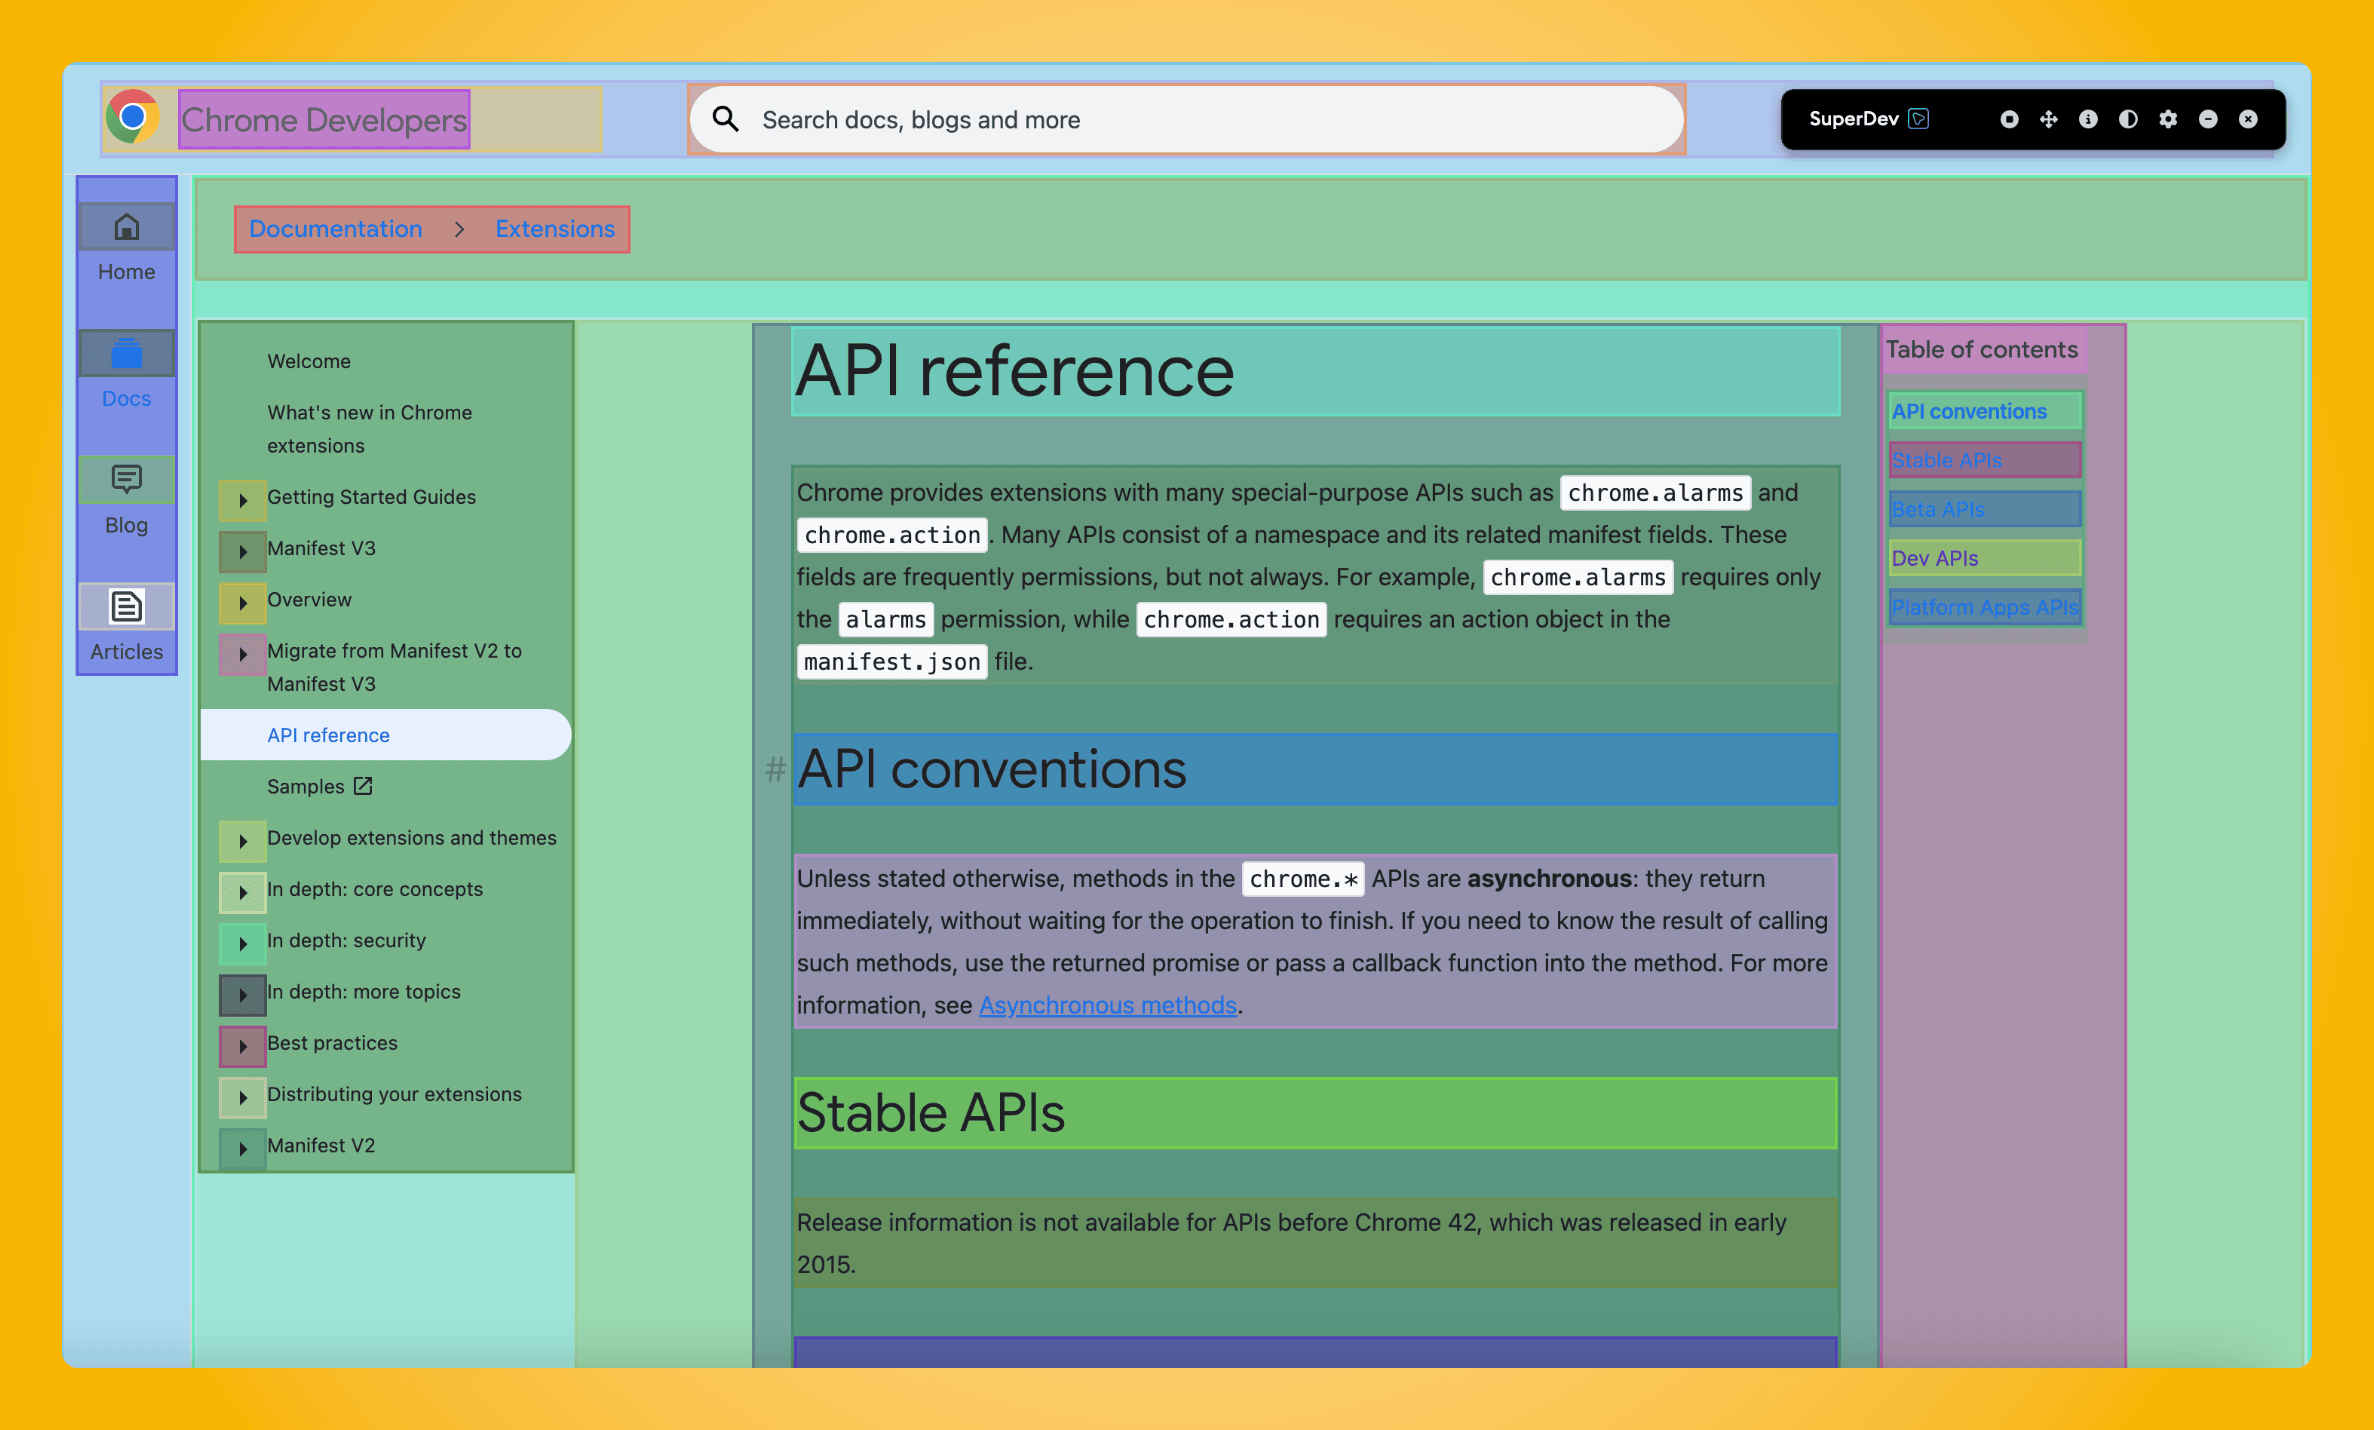 Chrome Developers
Search docs, blogs and more
SuperDev
Documentation > Extensions
Home
Docs
Blog
Articles
Welcome
What's new in Chrome
extensions
Getting Started Guides
Manifest V3
Overview
Migrate from Manifest V2 to
Manifest V3
API reference
Samples
Develop extensions and themes
In depth: core concepts
In depth: security
In depth: more topics
Best practices
Distributing your extensions
Manifest V2
API reference
Chrome provides extensions with many special-purpose APIs such as chrome.alarms and
chrome.action. Many APIs consist of a namespace and its related manifest fields. These
fields are frequently permissions, but not always. For example, chrome.alarms requires only
the alarms permission, while chrome.action requires an action object in the
manifest.json file.
# API conventions
Unless stated otherwise, methods in the chrome.* APIs are asynchronous: they return
immediately, without waiting for the operation to finish. If you need to know the result of calling
such methods, use the returned promise or pass a callback function into the method. For more
information, see Asynchronous methods.
Stable APIs
Release information is not available for APIs before Chrome 42, which was released in early
2015.
Table of contents
API conventions
Stable APIs
Beta APIs
Dev APIs
Platform Apps APIs